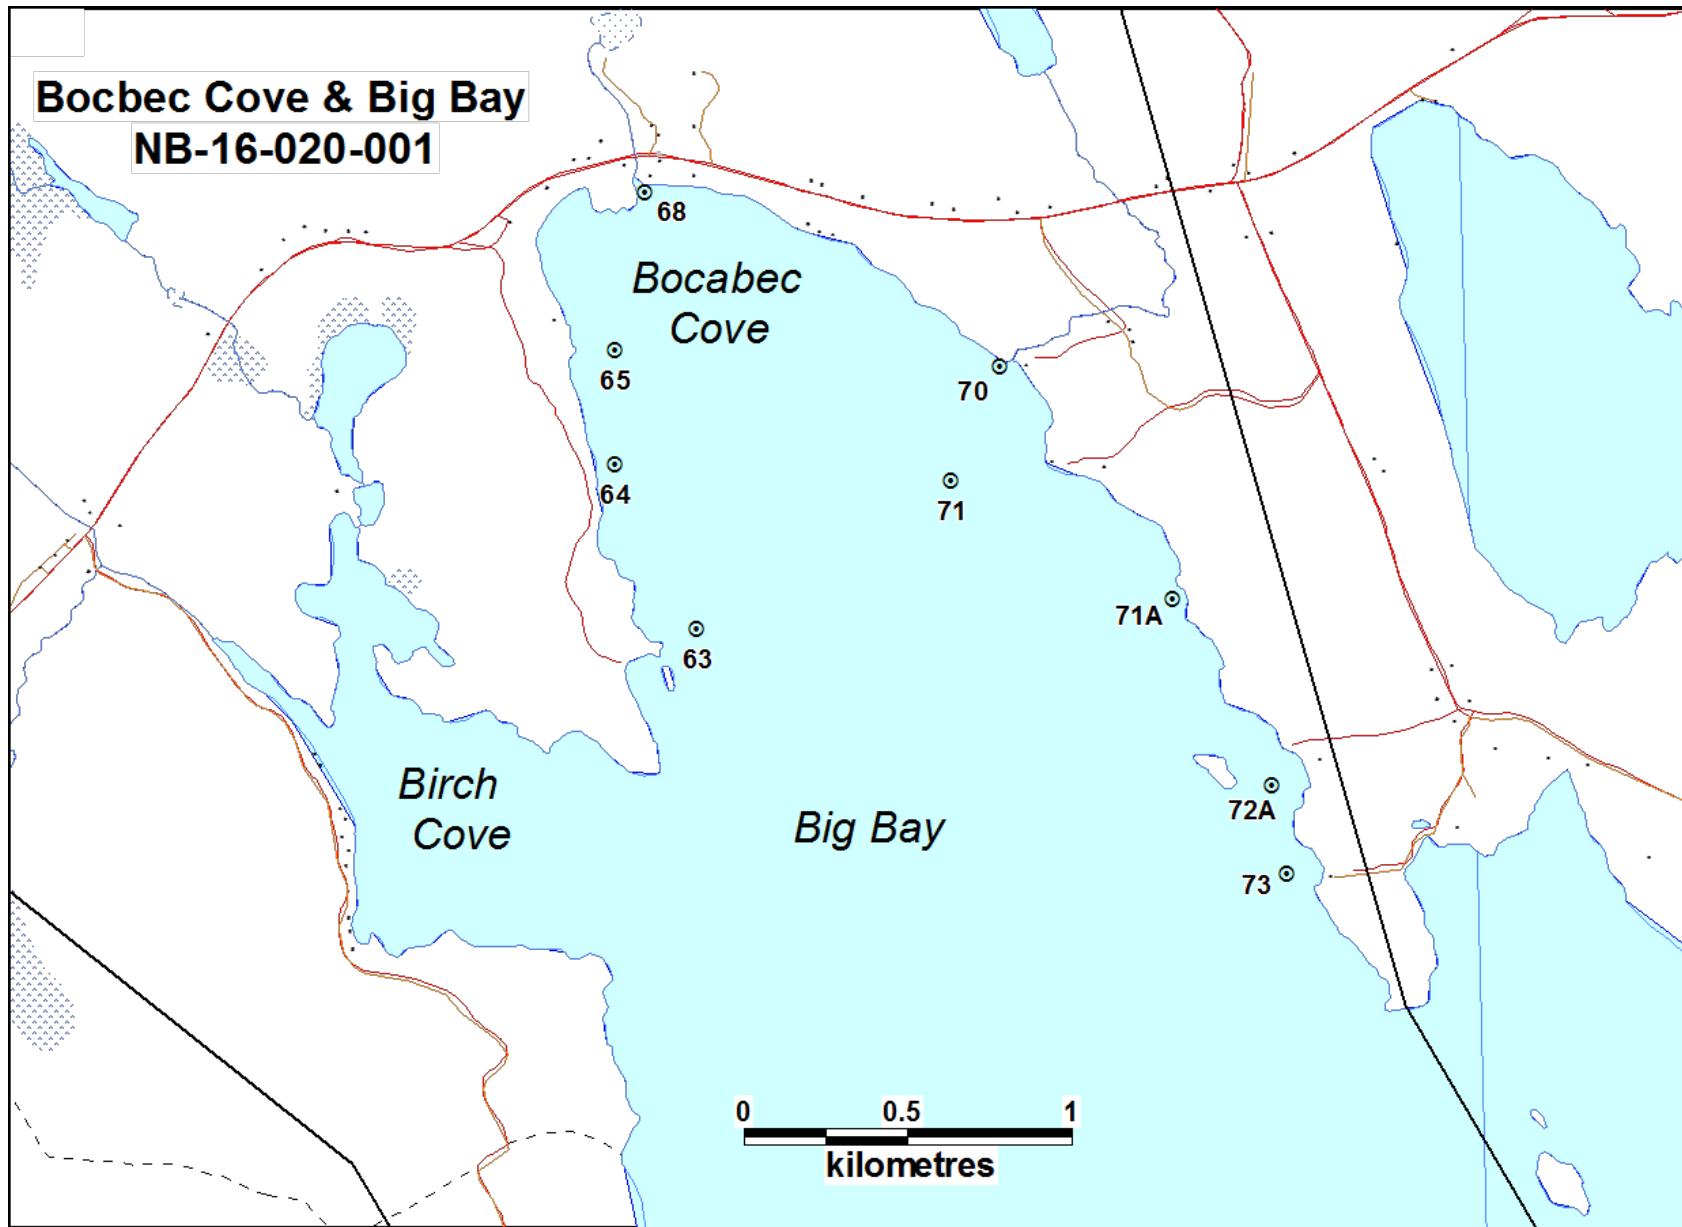 Bocbec Cove & Big Bay
NB-16-020-001
68
Bocabec
Cove
65
70
64
71
71A
63
Birch
Cove
Big Bay
72A
73
0 0.5 1
kilometres